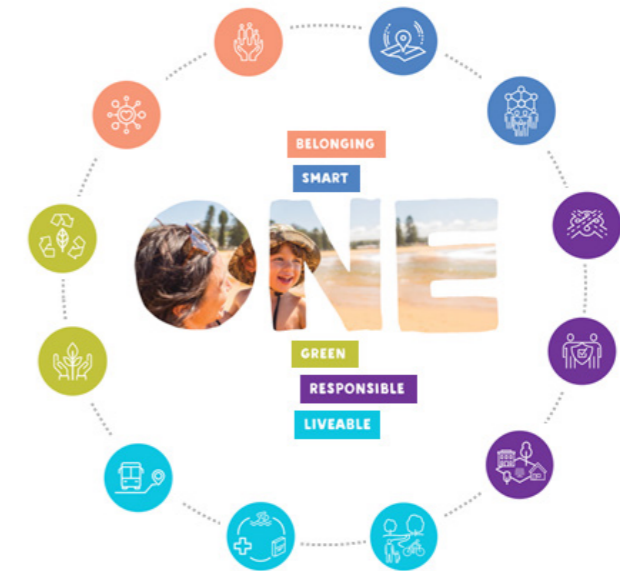 BELONGING
SMART
ONE
GREEN
RESPONSIBLE
LIVEABLE